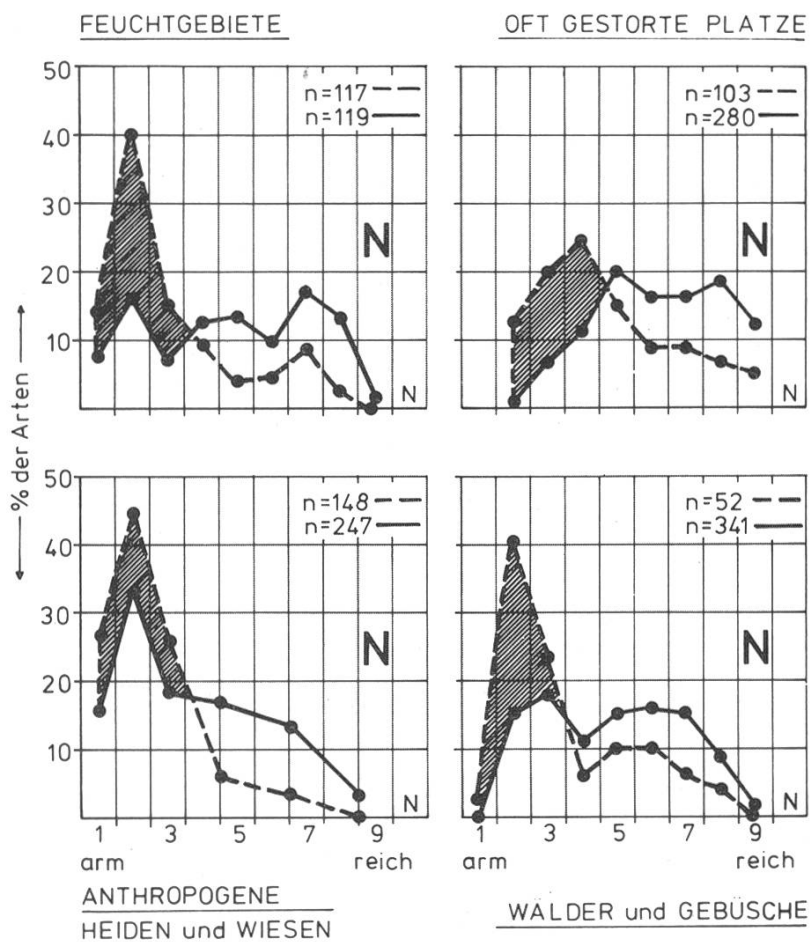 FEUCHTGEBIETE
OFT GESTORTE PLATZE
50
40
30
20
10
n=117
n=119
N
N
n=103
n=280
N
N
% der Arten
50
40
30
20
10
n=148
n=247
N
N
1 3 5 7 9
arm reich
n=52
n=341
N
N
1 3 5 7 9
arm reich
ANTHROPOGENE
HEIDEN und WIESEN
WÄLDER und GEBÜSCHE